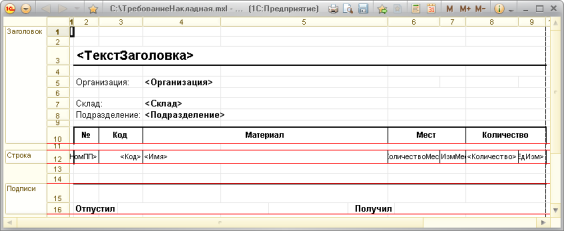 С:\ТребованиеНакладная.md - ... (1С:Предприятие)
M M+ M-
1 2 3 4 5 6 7 8 9
Заголовок 1
2
3 <ТекстЗаголовка>
4
5 Организация: <Организация>
6
7 Склад: <Склад>
8 Подразделение: <Подразделение>
9
10 № Код Материал Мест Количество
11
Строка 12 НомПП> <Код> <Имя> оличествоМес ИзмМе <Количество> ЕдИзм>
13
14
Подписи
15
16 Отпустил Получил